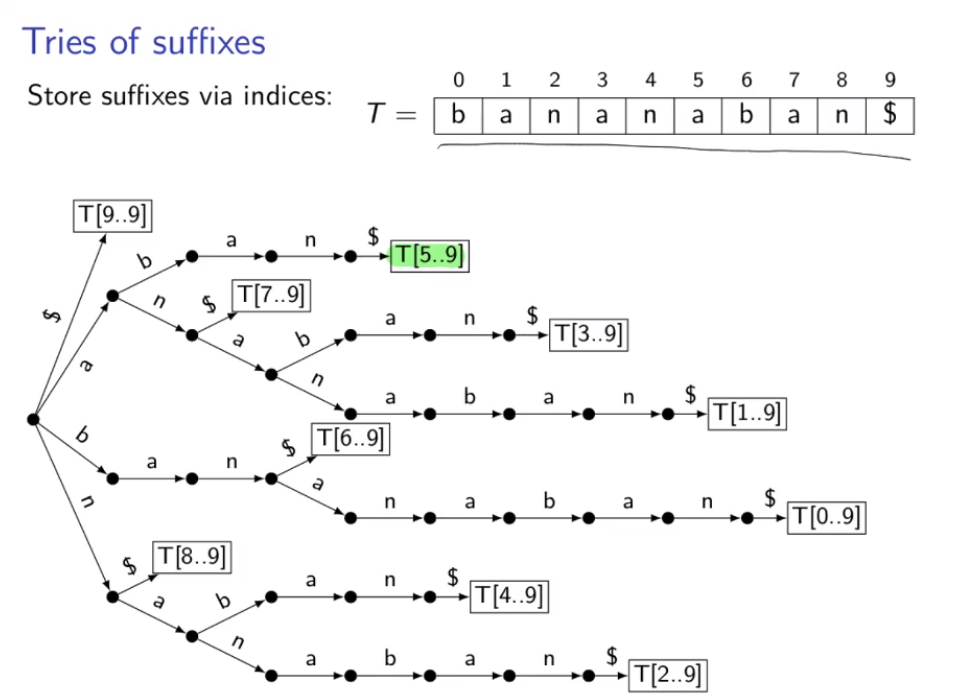 Tries of suffixes
0 1 2 3 4 5 6 7 8 9
Store suffixes via indices:
T = b a n a n a b a n $
T[9..9]
$ a b n
b a n $ T[5..9]
n $ T[7..9]
a b a n $ T[3..9]
n a b a n $ T[1..9]
a n $ T[6..9]
a n a b a n $ T[0..9]
$ T[8..9]
a b a n $ T[4..9]
n a b a n $ T[2..9]